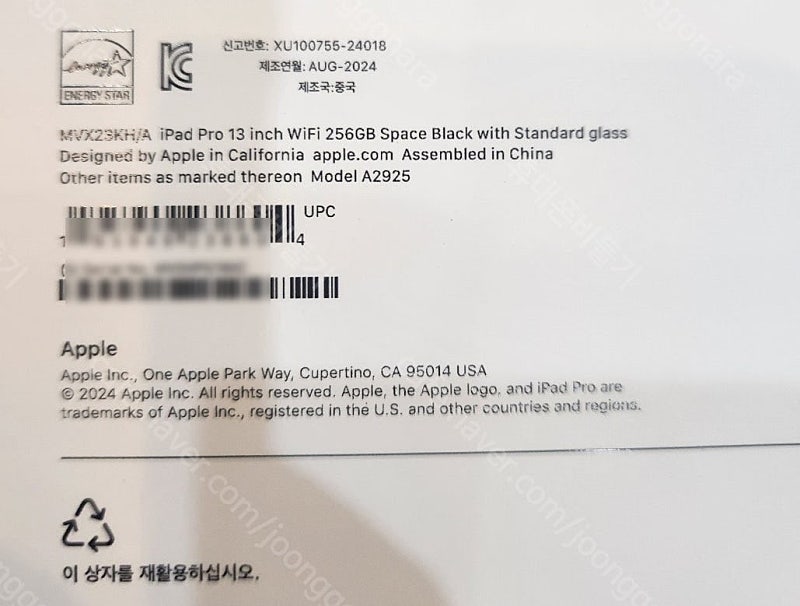 energy
ENERGY STAR
신고번호: XU100755-24018
제조연월: AUG-2024
제조국:중국
MVX23KH/A iPad Pro 13 inch WiFi 256GB Space Black with Standard glass
Designed by Apple in California apple.com Assembled in China
Other items as marked thereon Model A2925
UPC
1
4
Apple
Apple Inc., One Apple Park Way, Cupertino, CA 95014 USA
© 2024 Apple Inc. All rights reserved. Apple, the Apple logo, and iPad Pro are
trademarks of Apple Inc., registered in the U.S. and other countries and regions.
이 상자를 재활용하십시오.